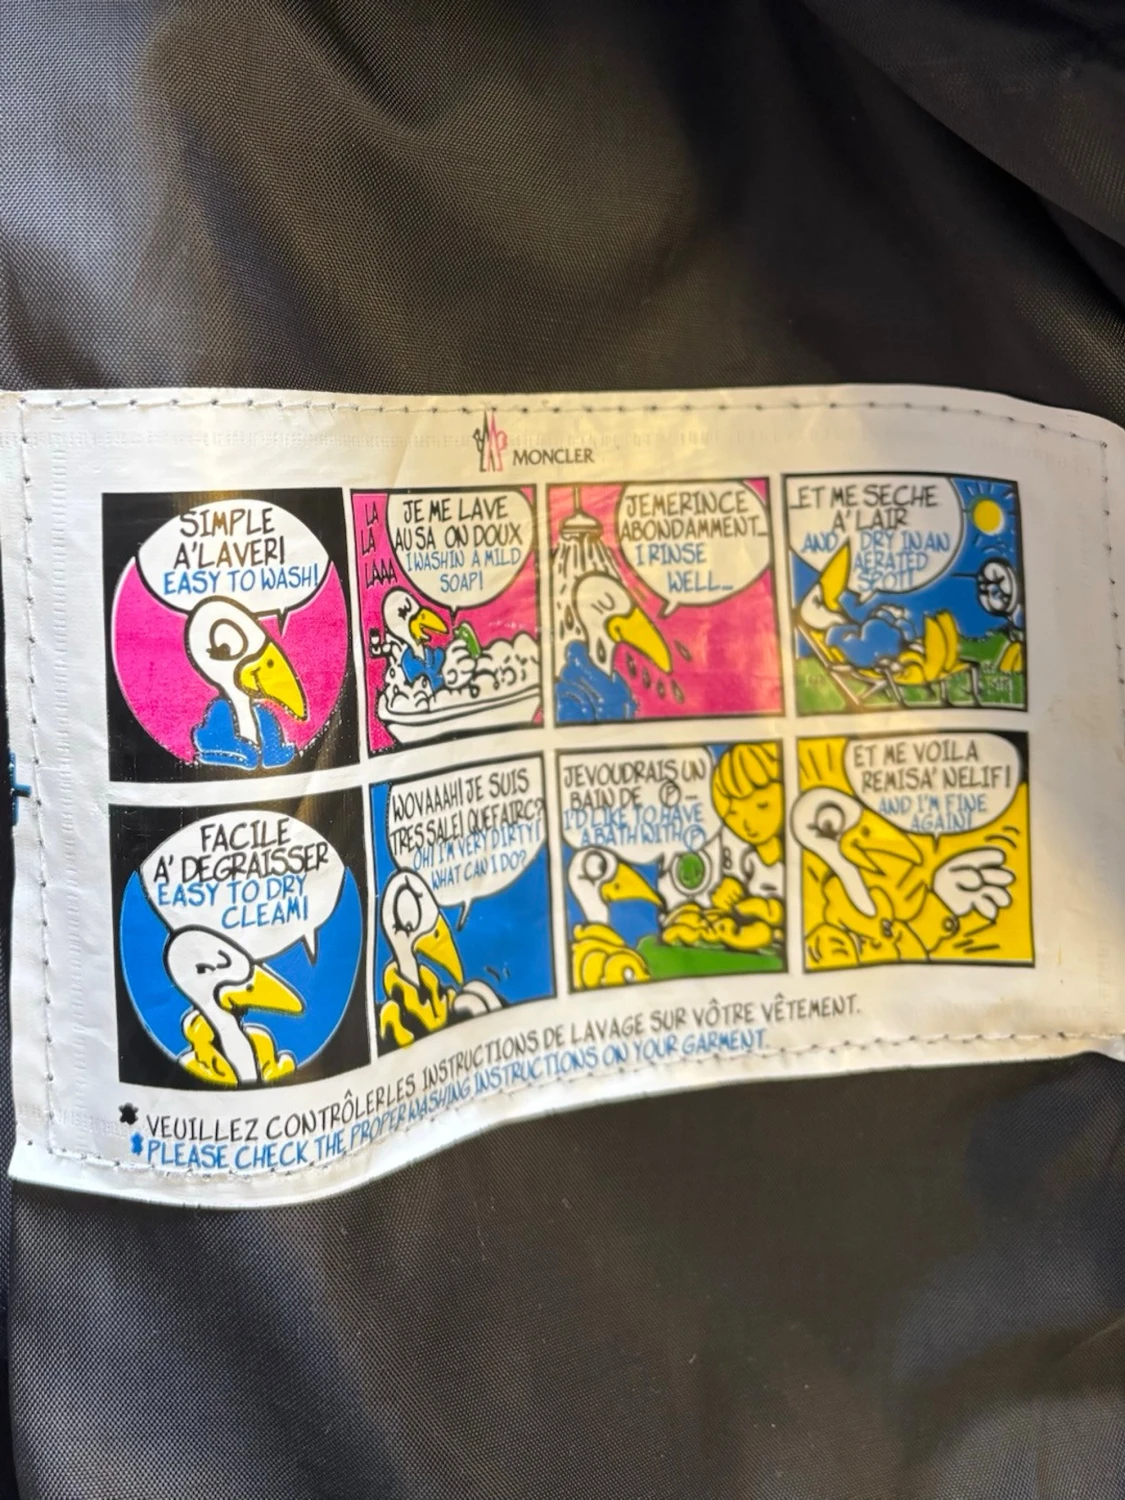 MONCLER
SIMPLE
A'LAVER!
EASY TO WASH!
LA
LA
LAAA
JE ME LAVE
AU SA ON DOUX
I WASH IN A MILD
SOAP!
JEMERINCE
ABONDAMMENT...
I RINSE
WELL...
...ET ME SECHE
A'LAIR
AND I DRY IN AN
AERATED
SPOT!
FACILE
A' DEGRAISSER
EASY TO DRY
CLEAM!
WOVAAAH! JE SUIS
TRES SALE! QUE FAIRC?
OH! I'M VERY DIRTY!
WHAT CAN I DO?
JEVOUDRAIS UN
BAIN DE Ⓟ...
I'D LIKE TO HAVE
A BATH WITH Ⓟ
ET ME VOILA
REMISA' NELIF!
AND I'M FINE
AGAIN!
* VEUILLEZ CONTRÔLERLES INSTRUCTIONS DE LAVAGE SUR VÔTRE VÊTEMENT.
* PLEASE CHECK THE PROPER WASHING INSTRUCTIONS ON YOUR GARMENT.